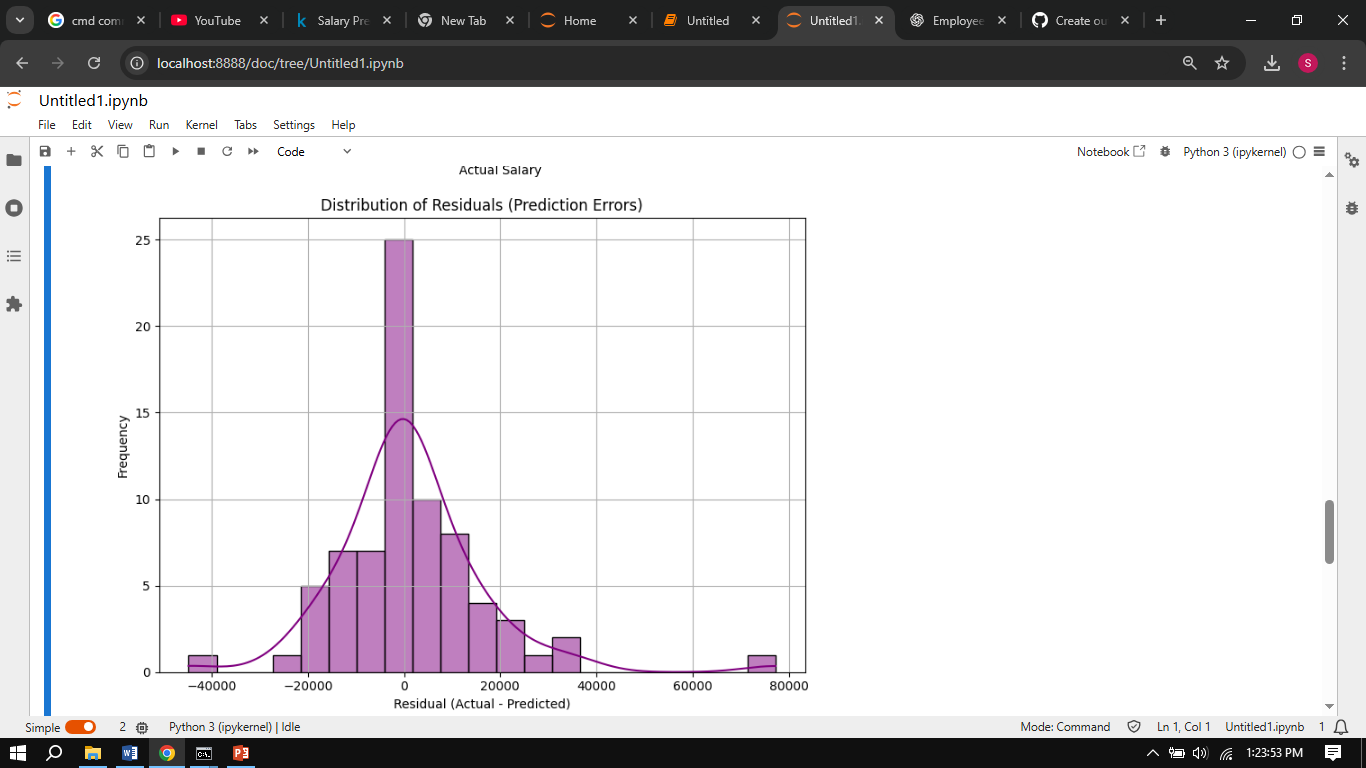 cmd com
YouTube
Salary Pre
New Tab
Home
Untitled
Untitled1.
Employee
Create ou
localhost:8888/doc/tree/Untitled1.ipynb
S
Untitled1.ipynb
File Edit View Run Kernel Tabs Settings Help
Code
Notebook
Python 3 (ipykernel)
Actual Salary
Distribution of Residuals (Prediction Errors)
25
20
15
10
5
0
Frequency
−40000 −20000 0 20000 40000 60000 80000
Residual (Actual - Predicted)
Simple 2 Python 3 (ipykernel) | Idle Mode: Command Ln 1, Col 1 Untitled1.ipynb 1
1:23:53 PM